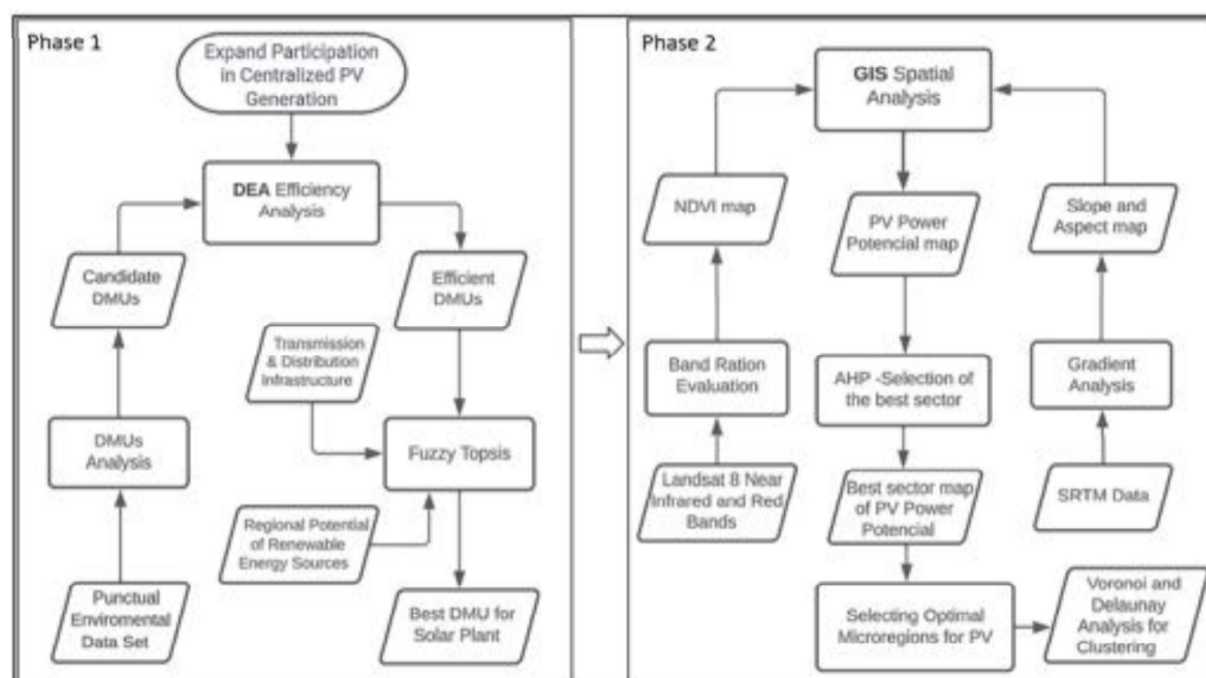 Phase 1
Expand Participation
in Centralized PV
Generation
DEA Efficiency
Analysis
Candidate
DMUs
Efficient
DMUs
Transmission
& Distribution
Infrastructure
DMUs
Analysis
Fuzzy Topsis
Regional Potential
of Renewable
Energy Sources
Punctual
Enviromental
Data Set
Best DMU for
Solar Plant
Phase 2
GIS Spatial
Analysis
NDVI map
PV Power
Potencial map
Slope and
Aspect map
Band Ration
Evaluation
AHP -Selection of
the best sector
Gradient
Analysis
Landsat 8 Near
Infrared and Red
Bands
Best sector map
of PV Power
Potencial
SRTM Data
Selecting Optimal
Microregions for PV
Voronoi and
Delaunay
Analysis for
Clustering